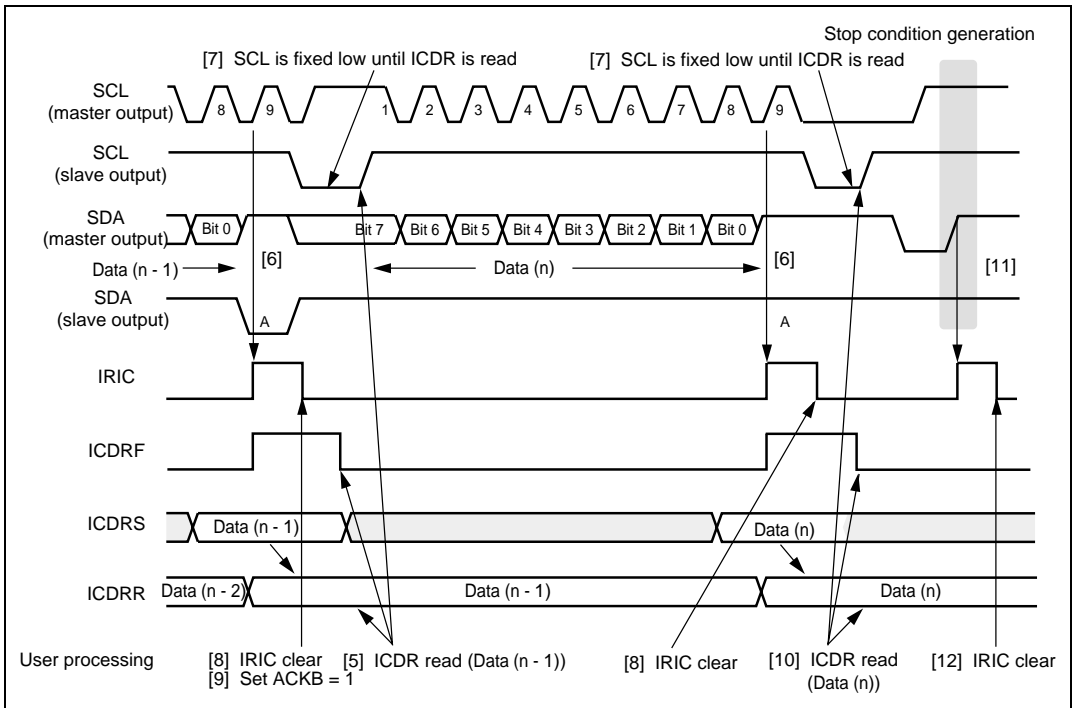 Stop condition generation
[7] SCL is fixed low until ICDR is read
[7] SCL is fixed low until ICDR is read
SCL
(master output)
8 9 1 2 3 4 5 6 7 8 9
SCL
(slave output)
SDA
(master output)
Bit 0 Bit 7 Bit 6 Bit 5 Bit 4 Bit 3 Bit 2 Bit 1 Bit 0
Data (n - 1) [6] Data (n) [6] [11]
SDA
(slave output)
A A
IRIC
ICDRF
ICDRS
Data (n - 1) Data (n)
ICDRR
Data (n - 2) Data (n - 1) Data (n)
User processing
[8] IRIC clear
[9] Set ACKB = 1
[5] ICDR read (Data (n - 1))
[8] IRIC clear
[10] ICDR read
(Data (n))
[12] IRIC clear